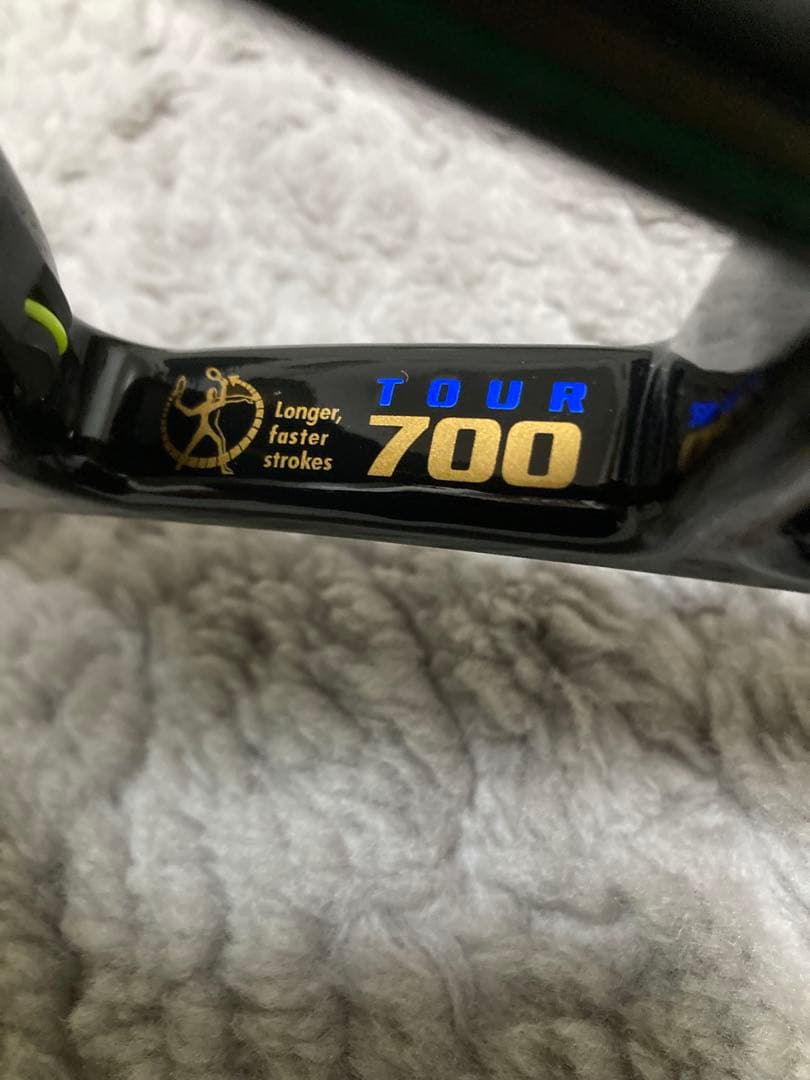 Longer,
faster
strokes
TOUR
700